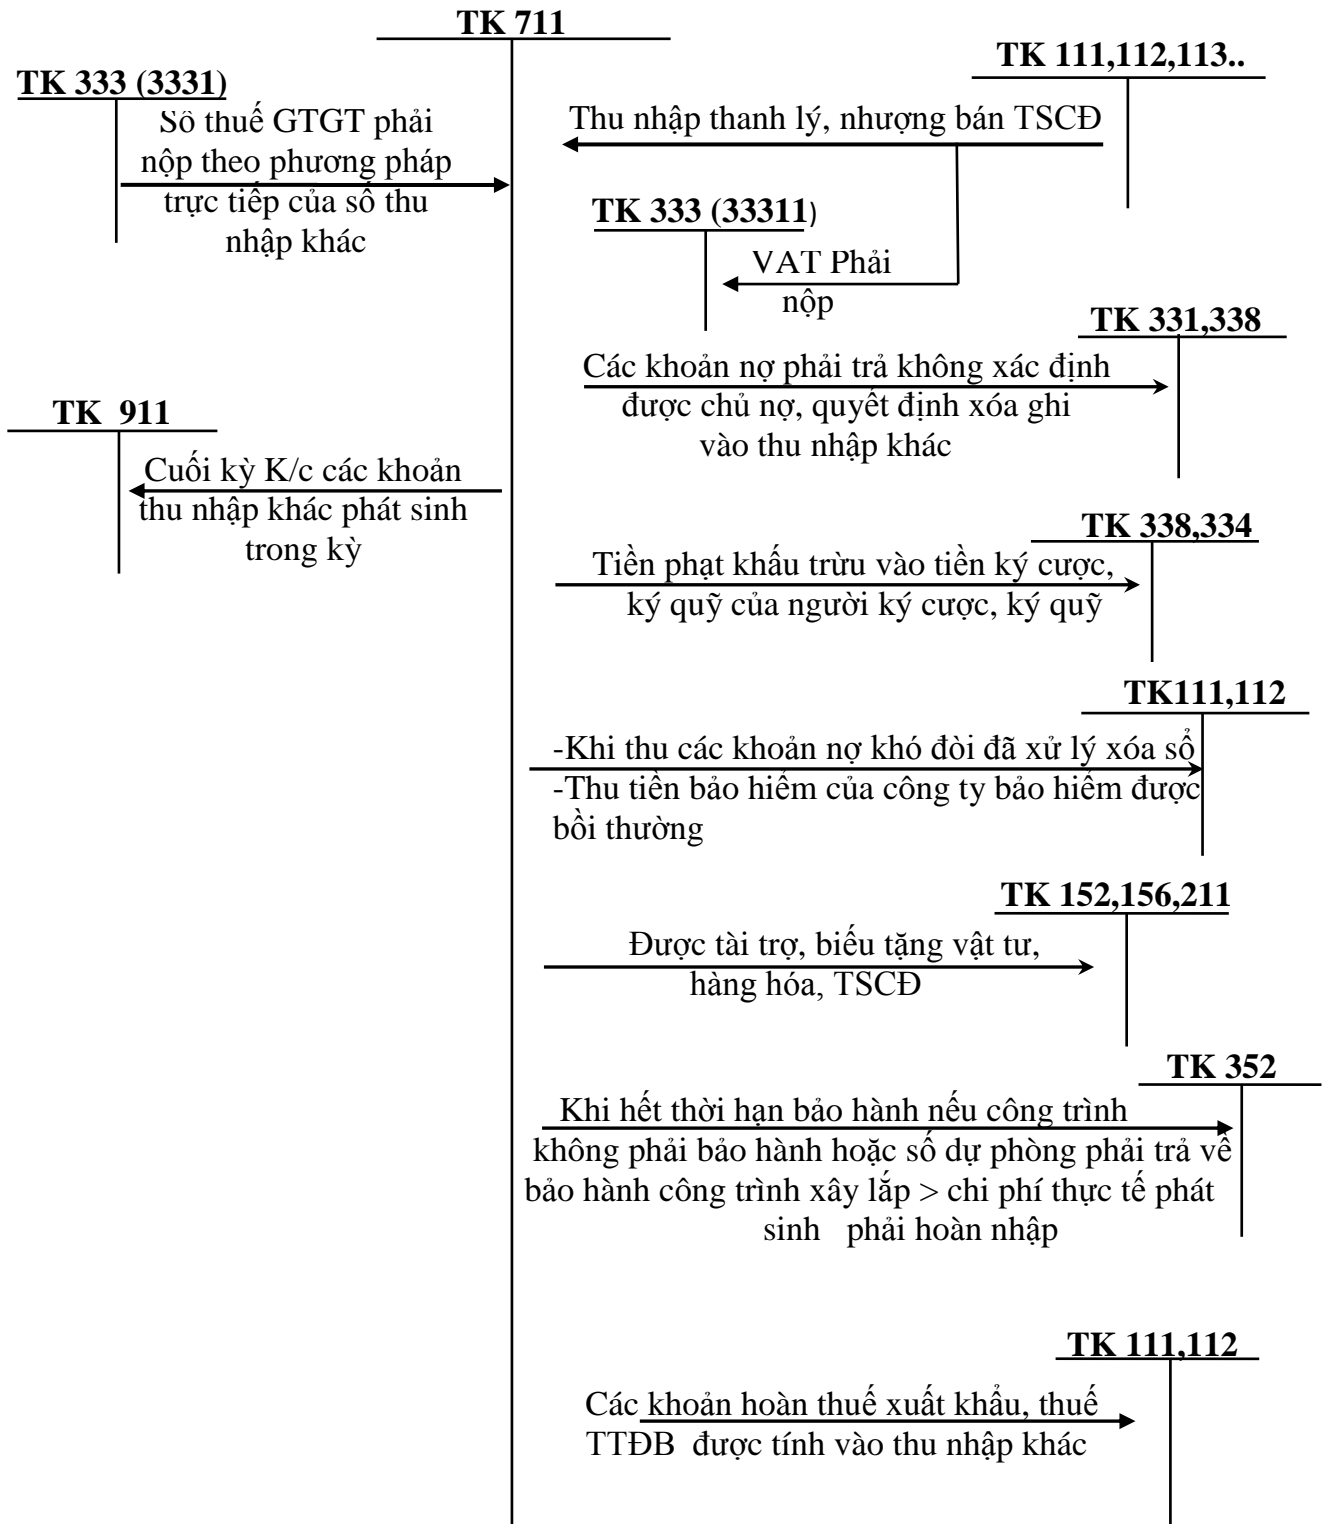 TK 711
TK 111,112,113..
TK 333 (3331)
Số thuế GTGT phải
nộp theo phương pháp
trực tiếp của số thu
nhập khác
Thu nhập thanh lý, nhượng bán TSCĐ
TK 333 (33311)
VAT Phải
nộp
TK 331,338
Các khoản nợ phải trả không xác định
được chủ nợ, quyết định xóa ghi
vào thu nhập khác
TK 911
Cuối kỳ K/c các khoản
thu nhập khác phát sinh
trong kỳ
TK 338,334
Tiền phạt khấu trừu vào tiền ký cược,
ký quỹ của người ký cược, ký quỹ
TK111,112
-Khi thu các khoản nợ khó đòi đã xử lý xóa sổ
-Thu tiền bảo hiểm của công ty bảo hiểm được
bồi thường
TK 152,156,211
Được tài trợ, biếu tặng vật tư,
hàng hóa, TSCĐ
TK 352
Khi hết thời hạn bảo hành nếu công trình
không phải bảo hành hoặc số dự phòng phải trả về
bảo hành công trình xây lắp > chi phí thực tế phát
sinh phải hoàn nhập
TK 111,112
Các khoản hoàn thuế xuất khẩu, thuế
TTĐB được tính vào thu nhập khác